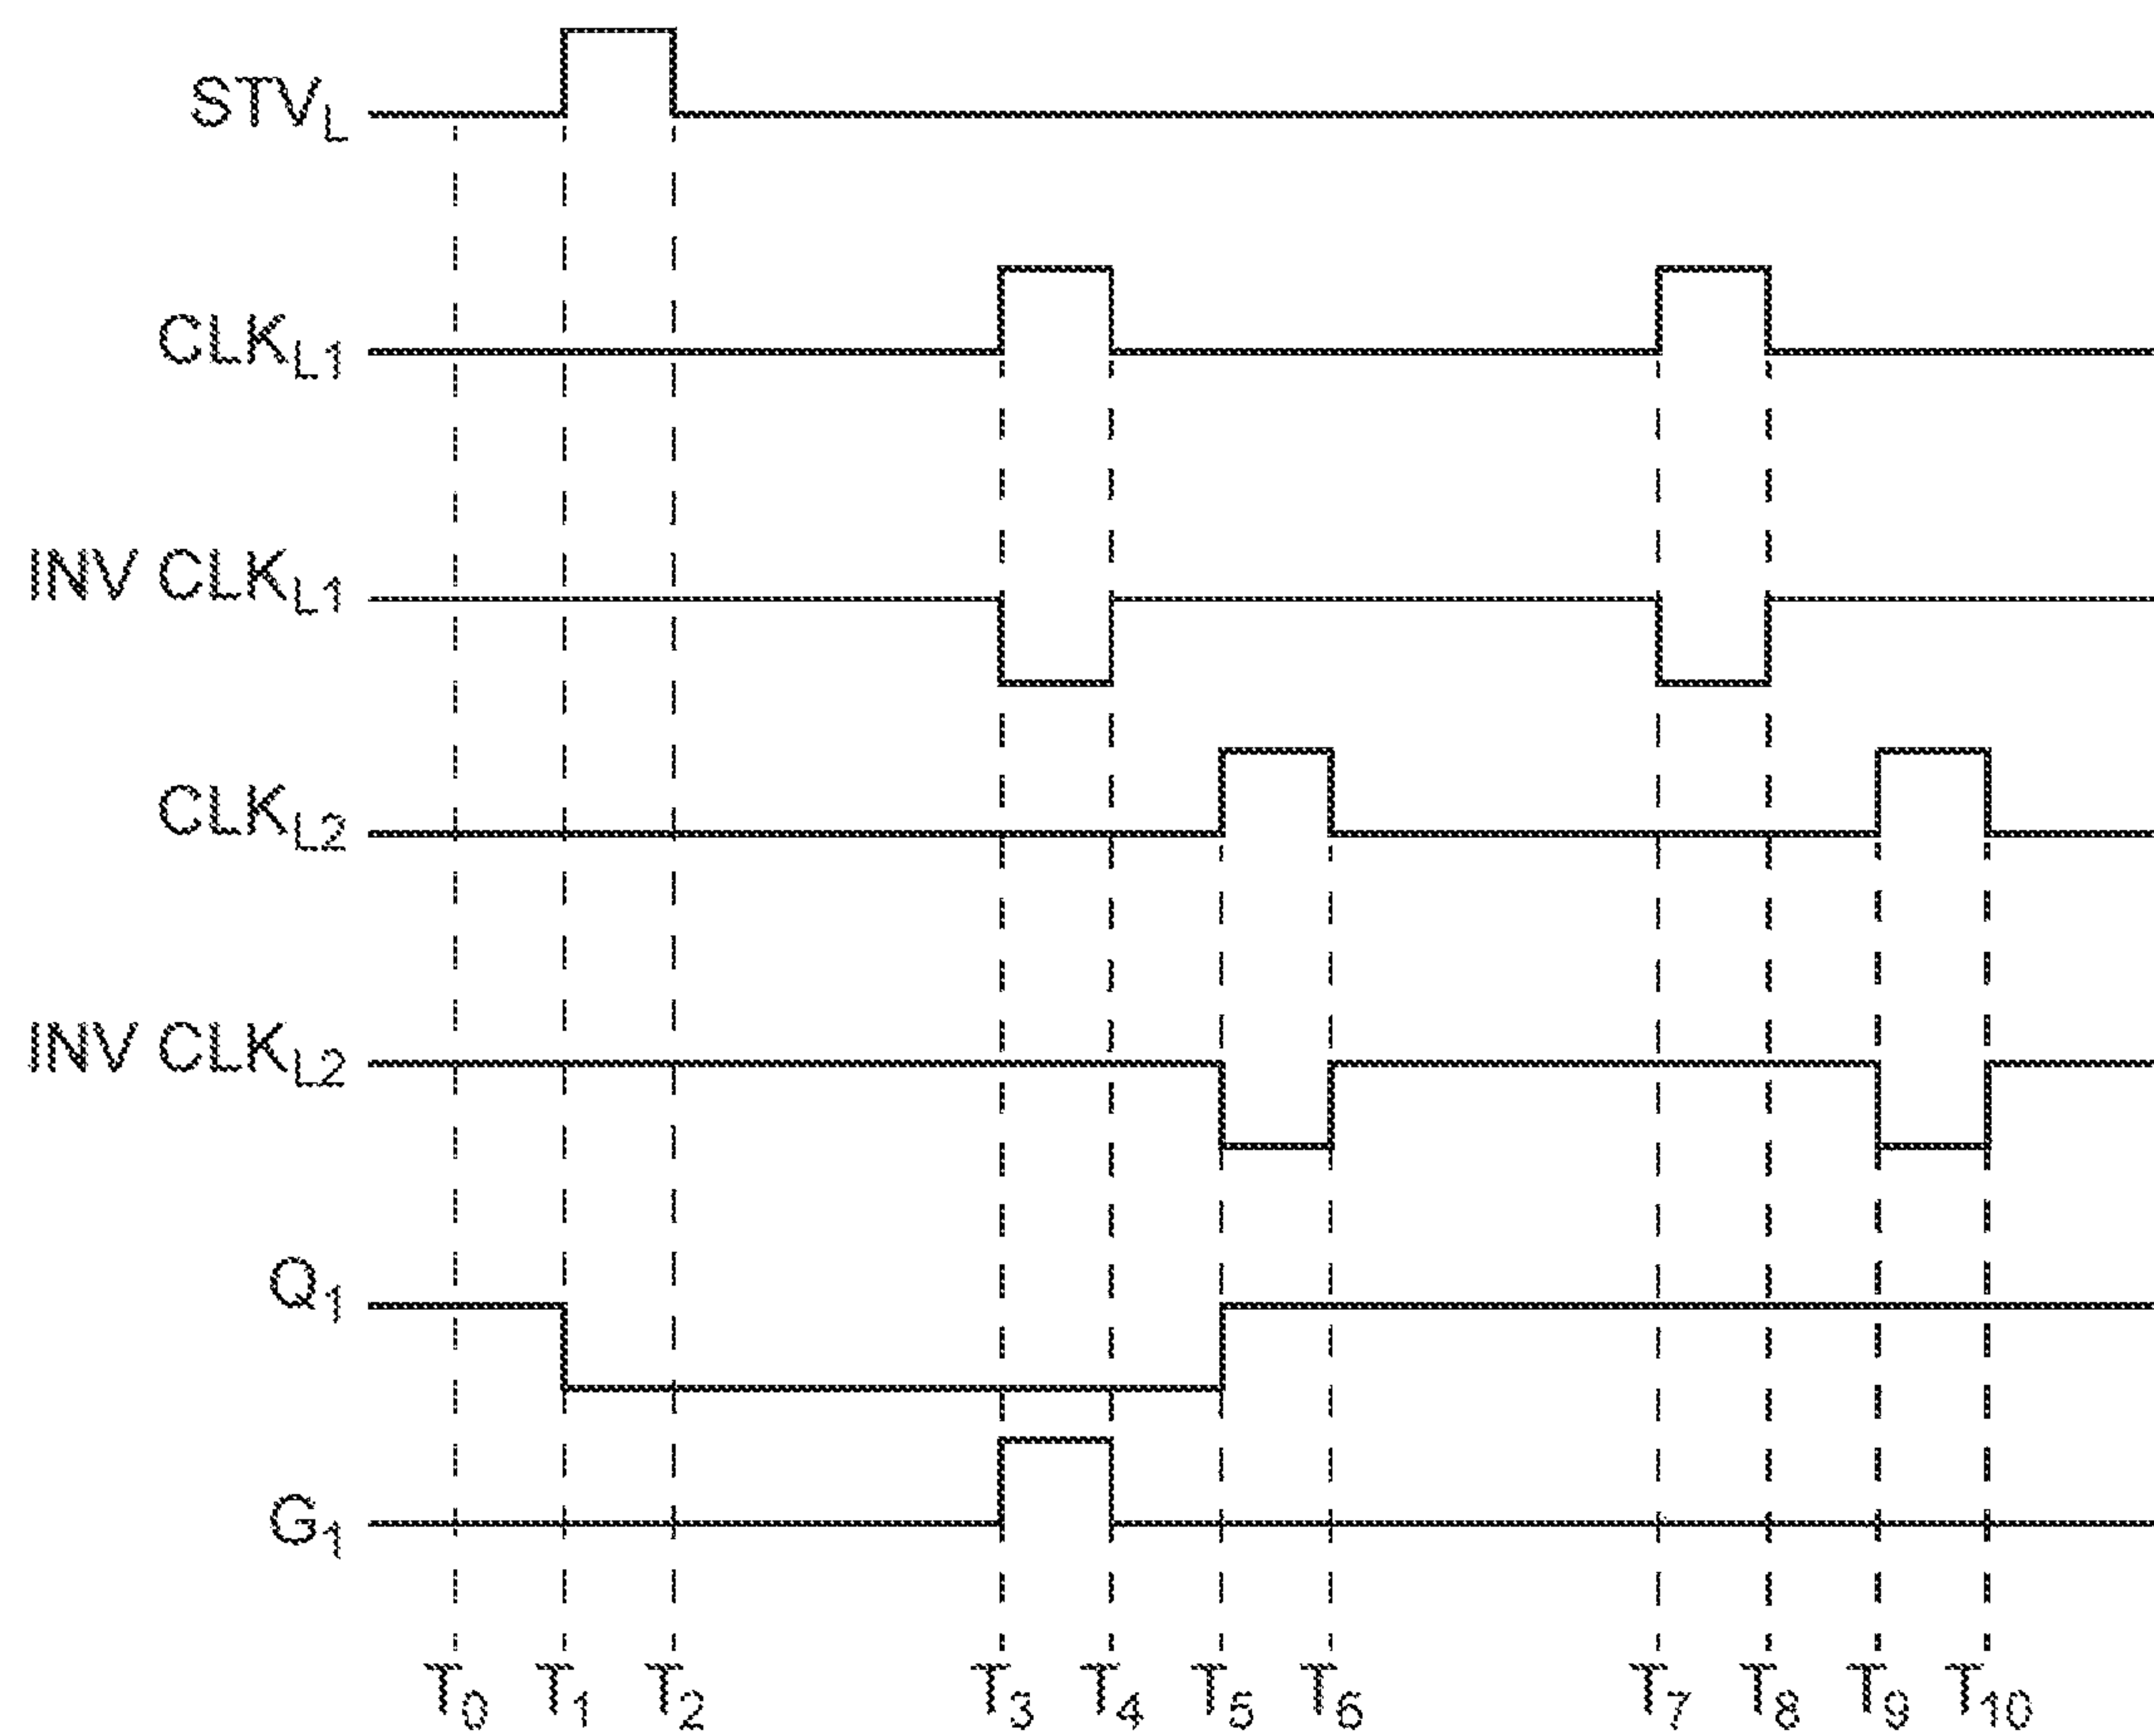 STV_L
CLK_L1
INV CLK_L1
CLK_L2
INV CLK_L2
Q_1
G_1
T_0 T_1 T_2 T_3 T_4 T_5 T_6 T_7 T_8 T_9 T_10